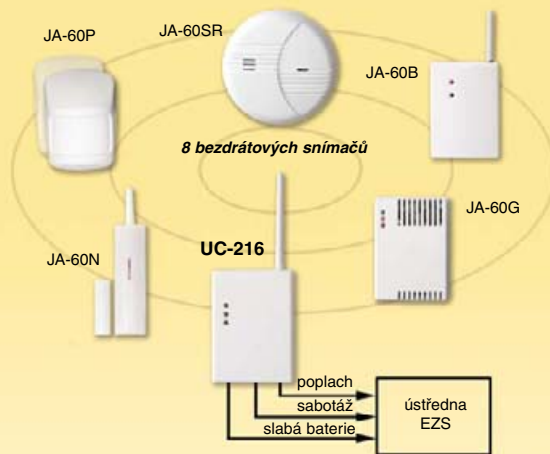 JA-60P
JA-60SR
JA-60B
8 bezdrátových snímačů
JA-60G
JA-60N
UC-216
poplach
sabotáž
slabá baterie
ústředna
EZS